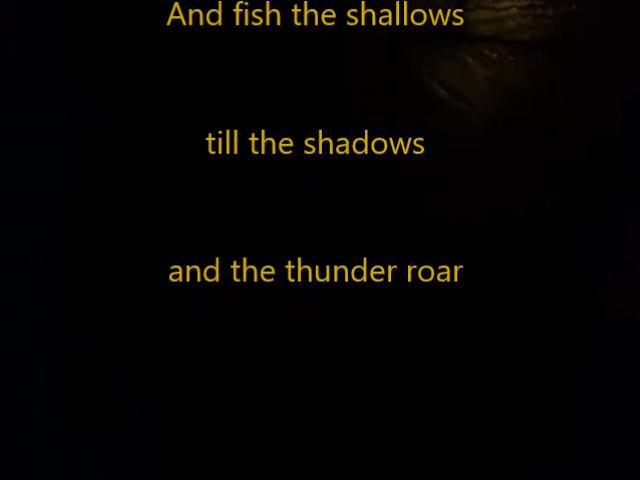 And fish the shallows
till the shadows
and the thunder roar